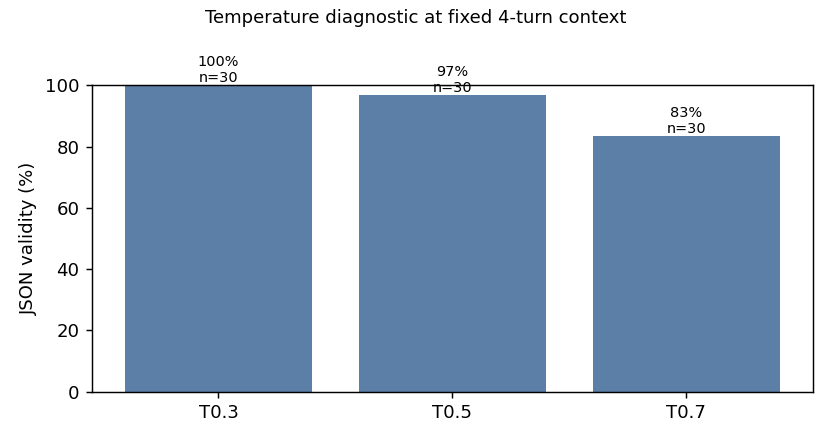 Temperature diagnostic at fixed 4-turn context
JSON validity (%)
100
80
60
40
20
0
100%
n=30
97%
n=30
83%
n=30
T0.3
T0.5
T0.7